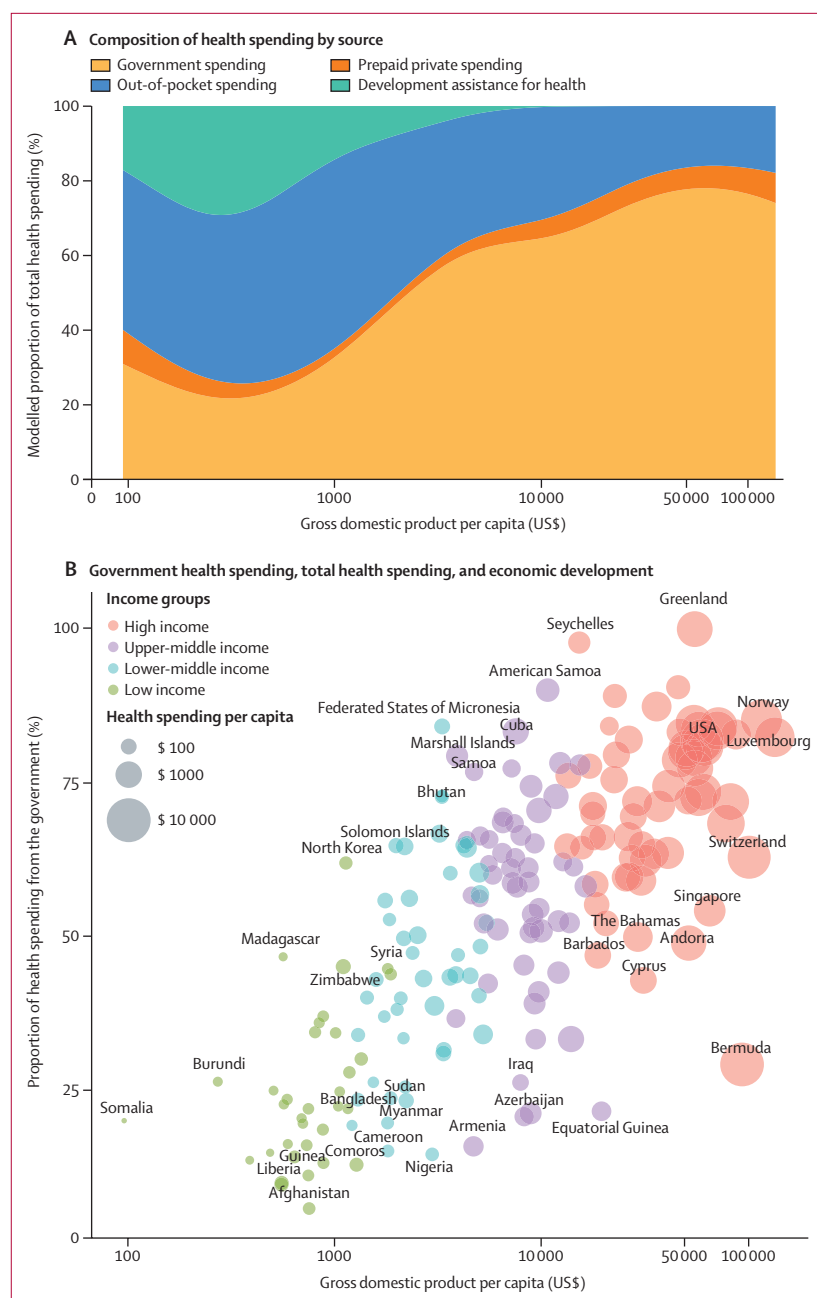 A Composition of health spending by source
Government spending
Prepaid private spending
Out-of-pocket spending
Development assistance for health
Modelled proportion of total health spending (%)
100
80
60
40
20
0
0 100 1000 10 000 50 000 100 000
Gross domestic product per capita (US$)
B Government health spending, total health spending, and economic development
Income groups
High income
Upper-middle income
Lower-middle income
Low income
Health spending per capita
$ 100
$ 1000
$ 10 000
Proportion of health spending from the government (%)
100
75
50
25
0
Greenland
Seychelles
American Samoa
Norway
Federated States of Micronesia
Cuba
USA
Marshall Islands
Luxembourg
Samoa
Bhutan
Solomon Islands
North Korea
Switzerland
Singapore
The Bahamas
Madagascar
Andorra
Barbados
Syria
Cyprus
Zimbabwe
Bermuda
Burundi
Iraq
Sudan
Bangladesh
Azerbaijan
Somalia
Myanmar
Armenia
Equatorial Guinea
Cameroon
Comoros
Guinea
Nigeria
Liberia
Afghanistan
100 1000 10 000 50 000 100 000
Gross domestic product per capita (US$)